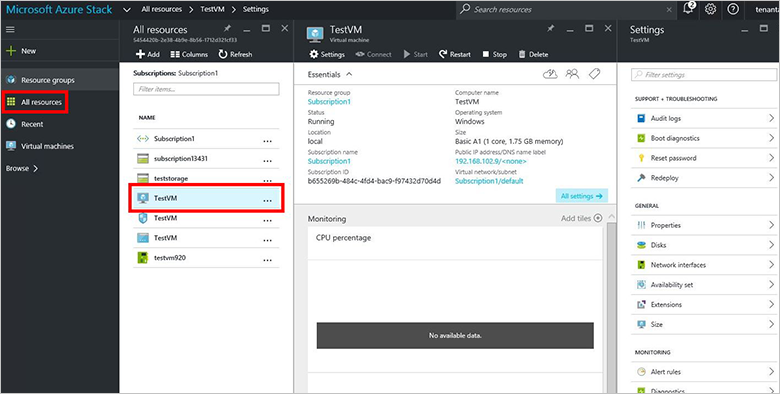 Microsoft Azure Stack All resources > TestVM > Settings Search resources 2 tenanta
New
Resource groups
All resources
Recent
Virtual machines
Browse >
All resources
Add Columns Refresh
Subscriptions: Subscription1
Filter items...
NAME
Subscription1 ...
subscription13431 ...
teststorage ...
TestVM ...
TestVM ...
TestVM ...
testvm920 ...
TestVM
Virtual machine
Settings Connect Start Restart Stop Delete
Essentials
Resource group
Subscription1
Status
Running
Location
local
Subscription name
Subscription1
Subscription ID
b655269b-484c-4fd4-bac9-f97432d70d4d
Computer name
TestVM
Operating system
Windows
Size
Basic A1 (1 core, 1.75 GB memory)
Public IP address/DNS name label
192.168.102.9/<none>
Virtual network/subnet
Subscription1/default
All settings →
Monitoring Add tiles
CPU percentage
No available data.
Settings
TestVM
Filter settings
SUPPORT + TROUBLESHOOTING
Audit logs
Boot diagnostics
Reset password
Redeploy
GENERAL
Properties
Disks
Network interfaces
Availability set
Extensions
Size
MONITORING
Alert rules
Diagnostics